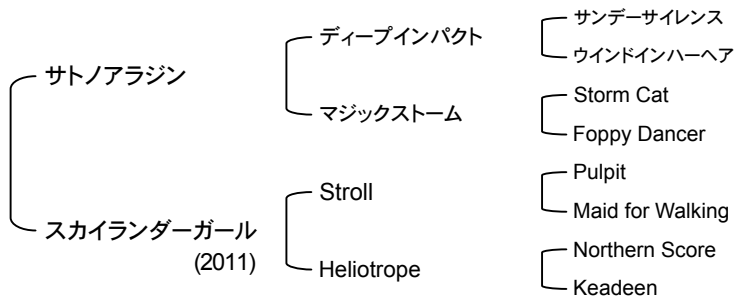 サトノアラジン
スカイランダーガール
(2011)
ディープインパクト
マジックストーム
Stroll
Heliotrope
サンデーサイレンス
ウインドインハーヘア
Storm Cat
Foppy Dancer
Pulpit
Maid for Walking
Northern Score
Keadeen